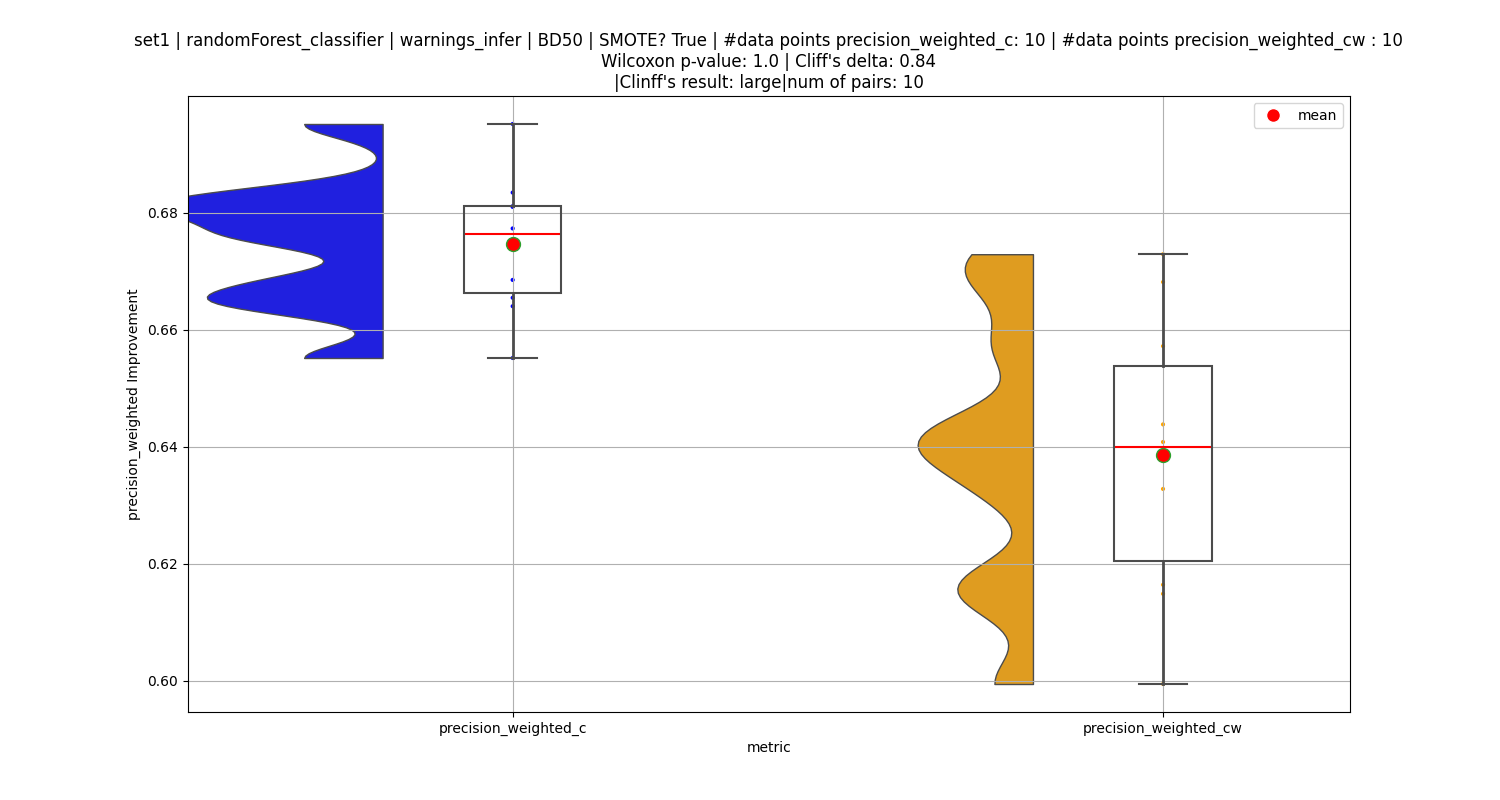 set1 | randomForest_classifier | warnings_infer | BD50 | SMOTE? True | #data points precision_weighted_c: 10 | #data points precision_weighted_cw : 10
Wilcoxon p-value: 1.0 | Cliff's delta: 0.84
|Clinff's result: large|num of pairs: 10
mean
0.68
0.66
0.64
0.62
0.60
precision_weighted Improvement
precision_weighted_c
precision_weighted_cw
metric